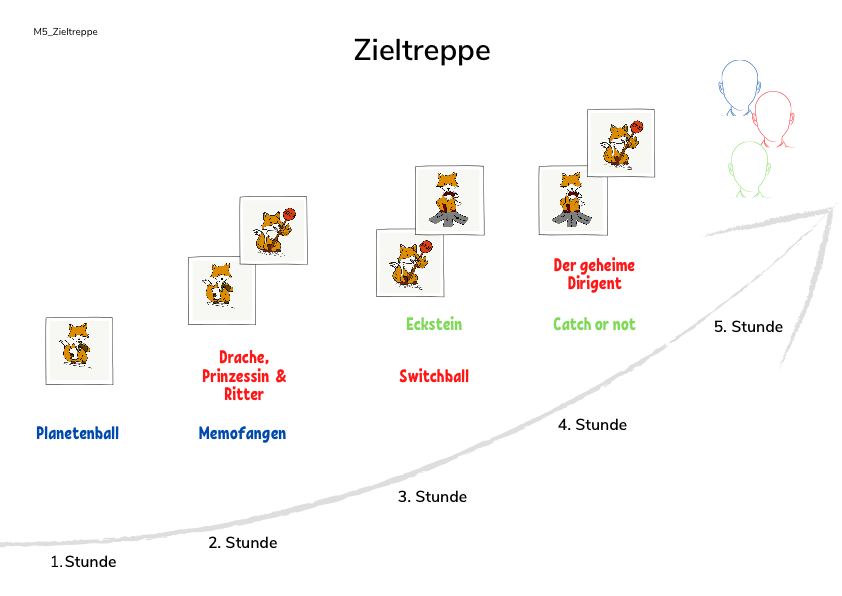 M5_Zieltreppe
Zieltreppe
Planetenball
1.Stunde
Drache,
Prinzessin &
Ritter
Memofangen
2. Stunde
Eckstein
Switchball
3. Stunde
Der geheime
Dirigent
Catch or not
4. Stunde
5. Stunde